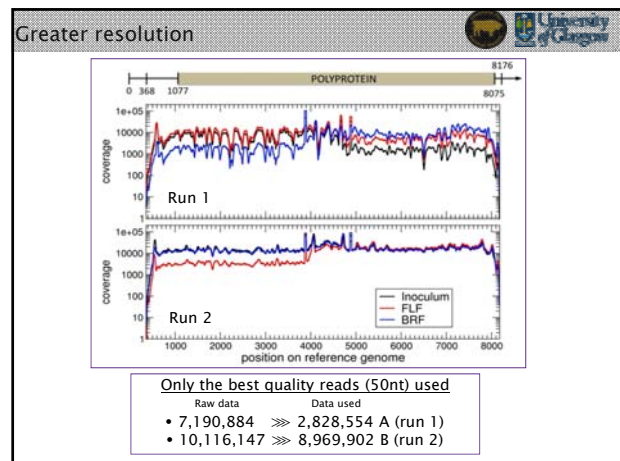 Greater resolution
University
of Glasgow
POLYPROTEIN
8176
0 368 1077 8075
1e+05
10000
1000
100
10
1
coverage
Run 1
1e+05
10000
1000
100
10
1
coverage
Run 2
Inoculum
FLF
BRF
1000 2000 3000 4000 5000 6000 7000 8000
position on reference genome
Only the best quality reads (50nt) used
Raw data Data used
• 7,190,884 ⋙ 2,828,554 A (run 1)
• 10,116,147 ⋙ 8,969,902 B (run 2)